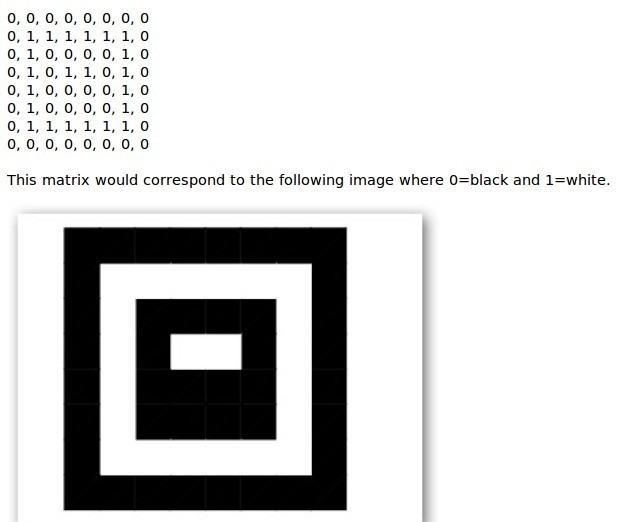 0, 0, 0, 0, 0, 0, 0, 0
0, 1, 1, 1, 1, 1, 1, 0
0, 1, 0, 0, 0, 0, 1, 0
0, 1, 0, 1, 1, 0, 1, 0
0, 1, 0, 0, 0, 0, 1, 0
0, 1, 0, 0, 0, 0, 1, 0
0, 1, 1, 1, 1, 1, 1, 0
0, 0, 0, 0, 0, 0, 0, 0
This matrix would correspond to the following image where 0=black and 1=white.